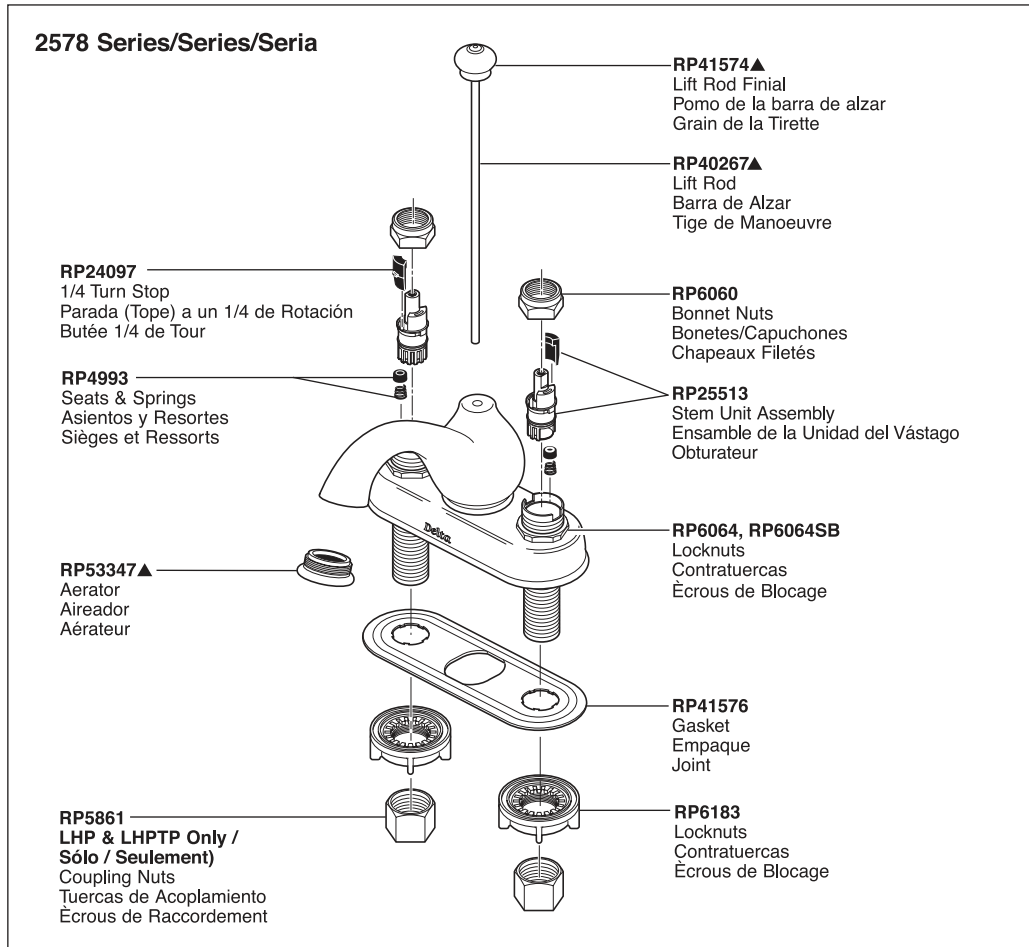 2578 Series/Series/Seria
RP41574▲
Lift Rod Finial
Pomo de la barra de alzar
Grain de la Tirette
RP40267▲
Lift Rod
Barra de Alzar
Tige de Manoeuvre
RP24097
1/4 Turn Stop
Parada (Tope) a un 1/4 de Rotación
Butée 1/4 de Tour
RP6060
Bonnet Nuts
Bonetes/Capuchones
Chapeaux Filetés
RP4993
Seats & Springs
Asientos y Resortes
Sièges et Ressorts
RP25513
Stem Unit Assembly
Ensamble de la Unidad del Vástago
Obturateur
Delta
RP6064, RP6064SB
Locknuts
Contratuercas
Ècrous de Blocage
RP53347▲
Aerator
Aireador
Aérateur
RP41576
Gasket
Empaque
Joint
RP5861
LHP & LHPTP Only /
Sólo / Seulement)
Coupling Nuts
Tuercas de Acoplamiento
Ècrous de Raccordement
RP6183
Locknuts
Contratuercas
Ècrous de Blocage